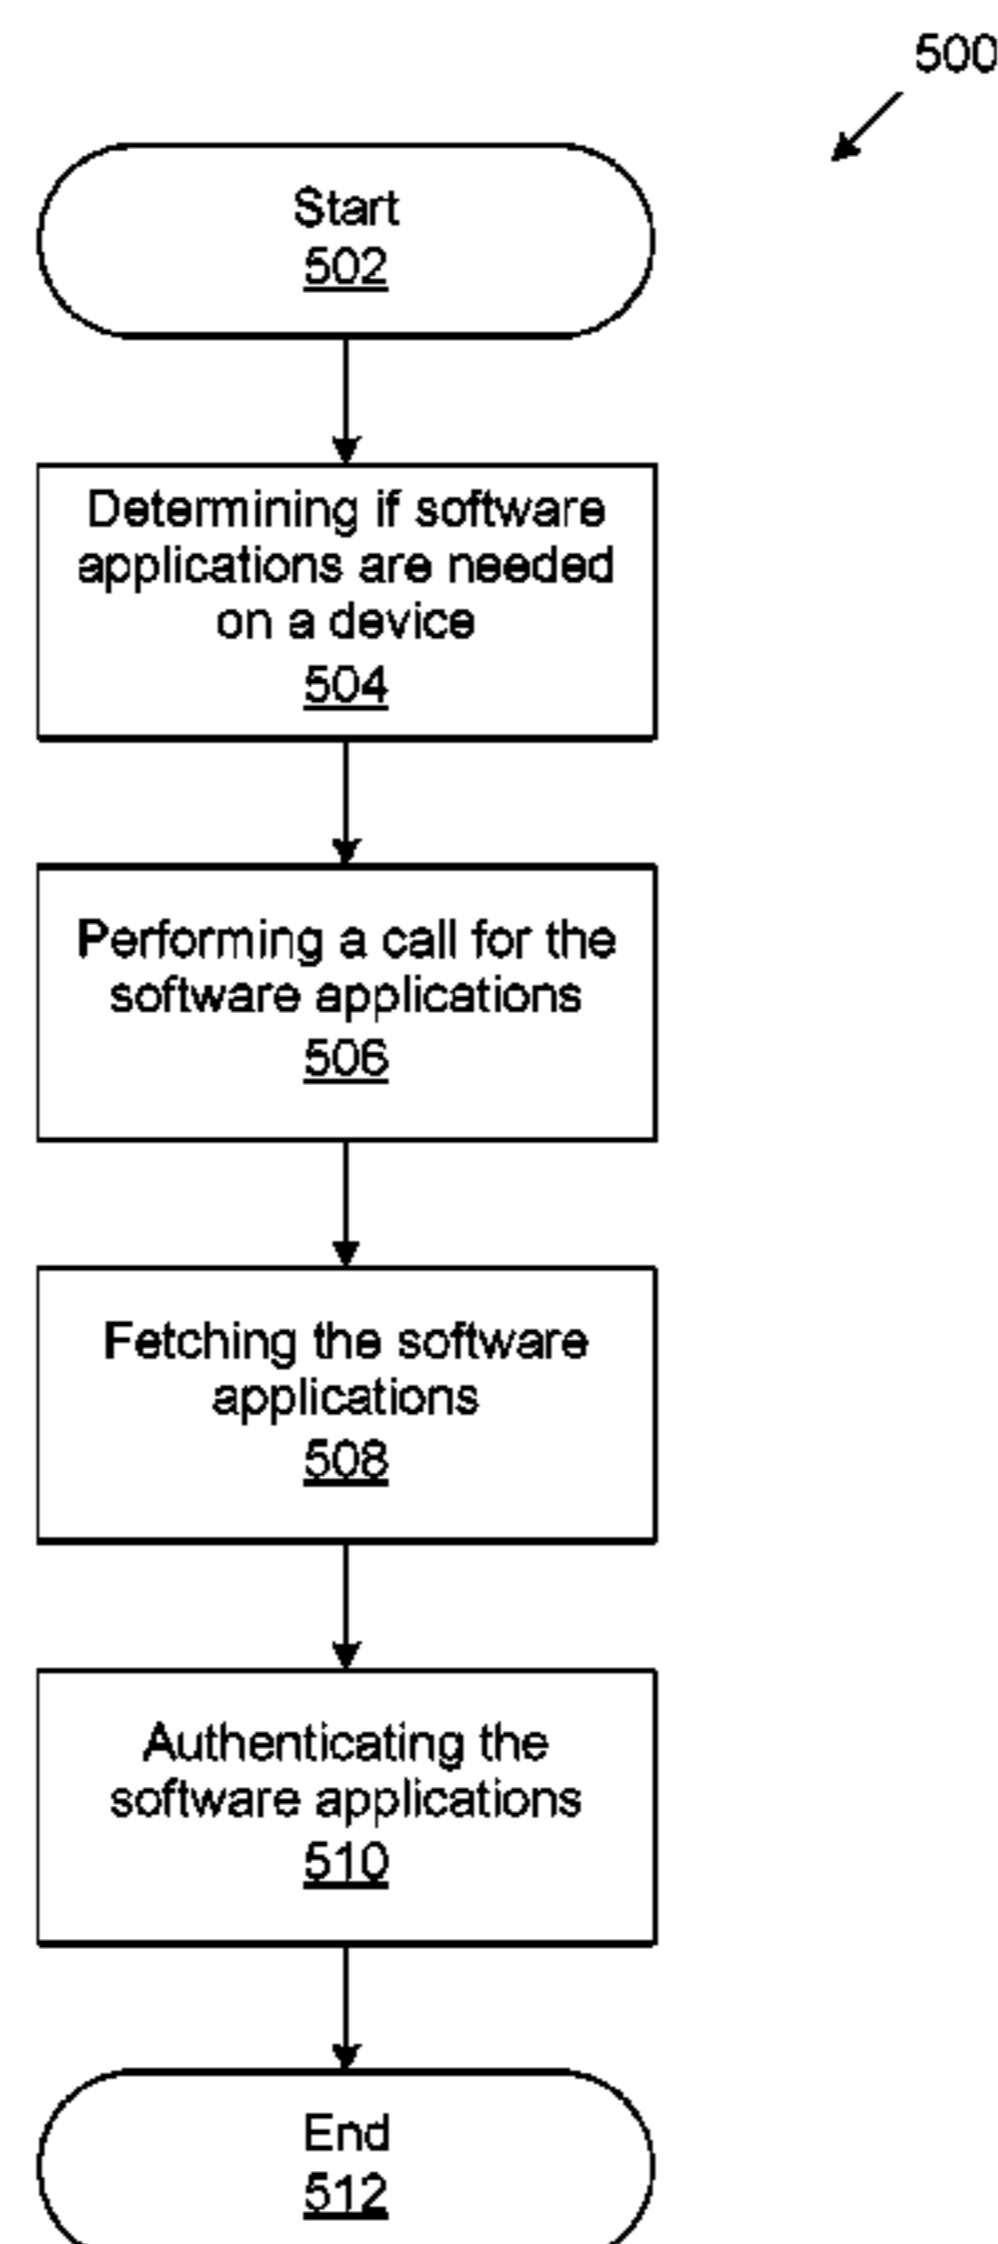 500
Start
502
Determining if software
applications are needed
on a device
504
Performing a call for the
software applications
506
Fetching the software
applications
508
Authenticating the
software applications
510
End
512